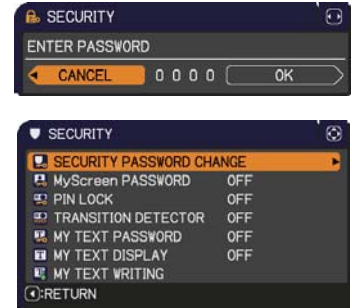 SECURITY
ENTER PASSWORD
CANCEL 0 0 0 0 OK
SECURITY
SECURITY PASSWORD CHANGE
MyScreen PASSWORD OFF
PIN LOCK OFF
TRANSITION DETECTOR OFF
MY TEXT PASSWORD OFF
MY TEXT DISPLAY OFF
MY TEXT WRITING
:RETURN